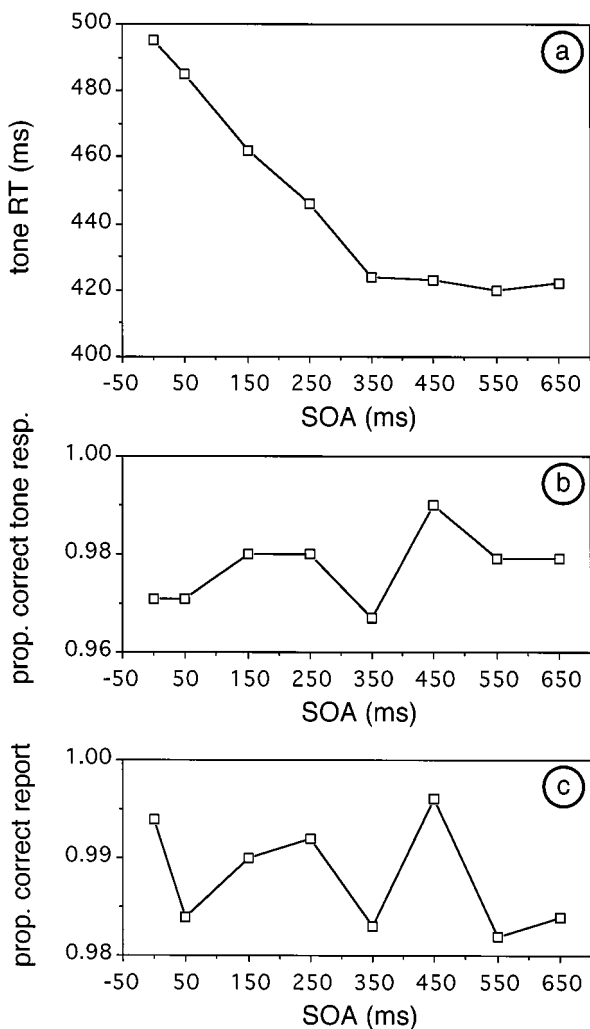 500
480
460
440
420
400
tone RT (ms)
a
-50 50 150 250 350 450 550 650
SOA (ms)
1.00
0.98
0.96
prop. correct tone resp.
b
-50 50 150 250 350 450 550 650
SOA (ms)
1.00
0.99
0.98
prop. correct report
c
-50 50 150 250 350 450 550 650
SOA (ms)